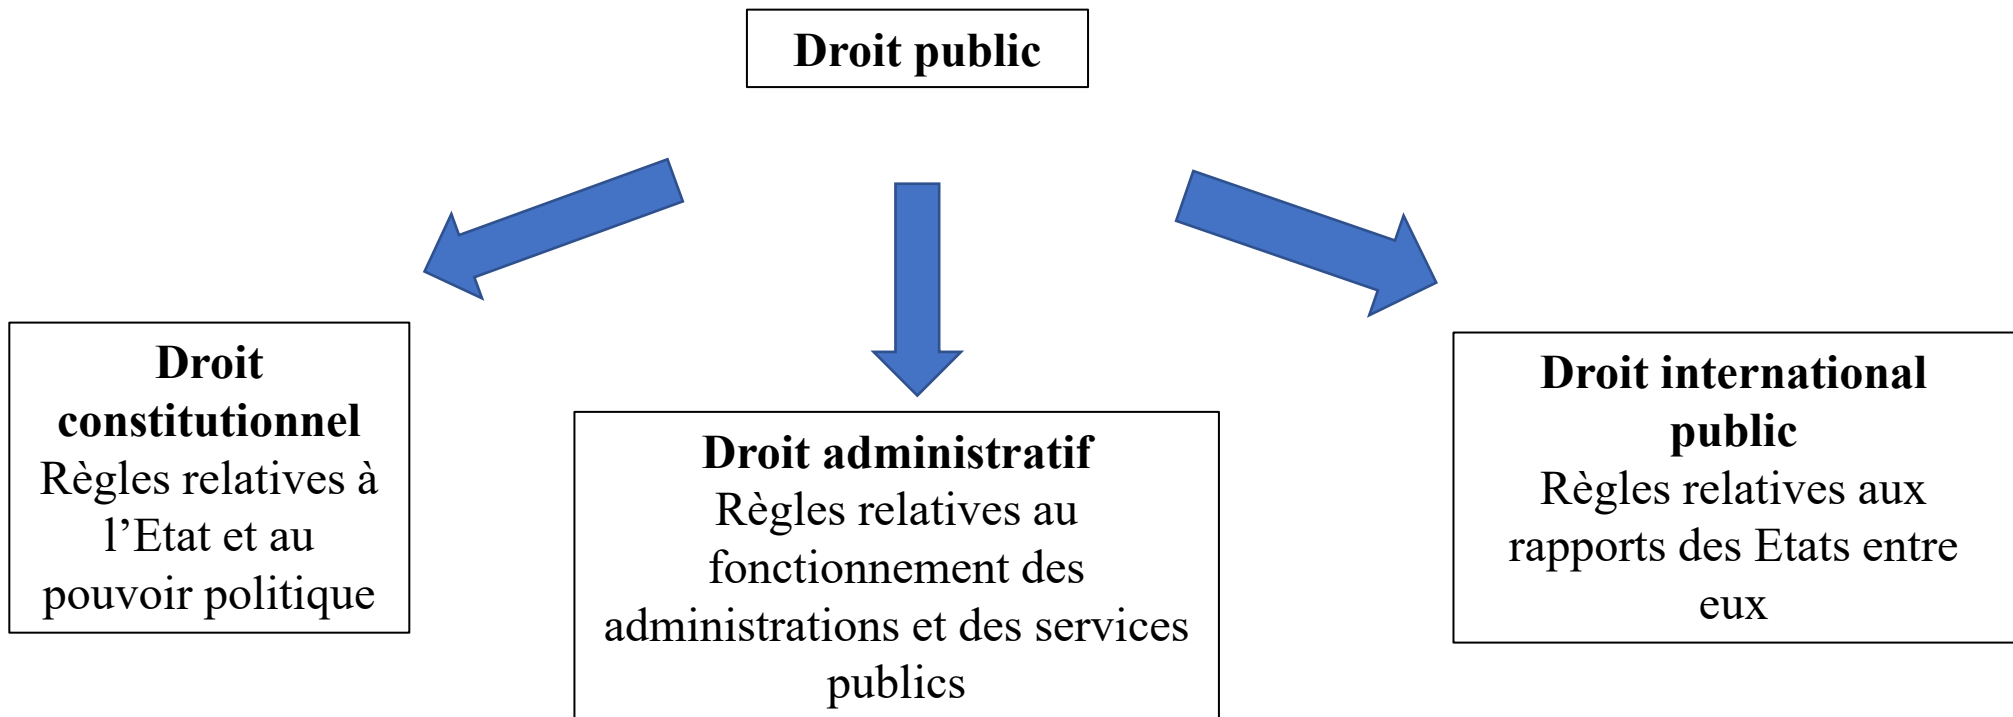 Droit public
Droit
constitutionnel
Règles relatives à
l’Etat et au
pouvoir politique
Droit administratif
Règles relatives au
fonctionnement des
administrations et des services
publics
Droit international
public
Règles relatives aux
rapports des Etats entre
eux